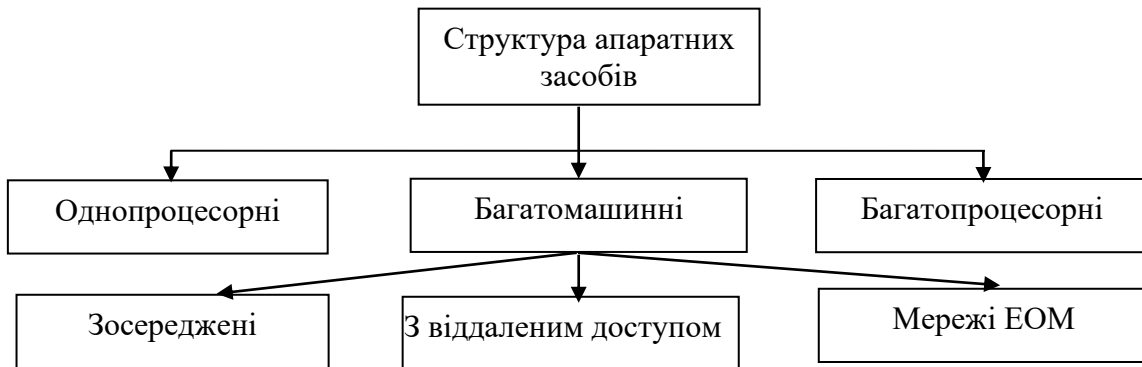 Структура апаратних
засобів
Однопроцесорні
Багатомашинні
Багатопроцесорні
Зосереджені
З віддаленим доступом
Мережі ЕОМ